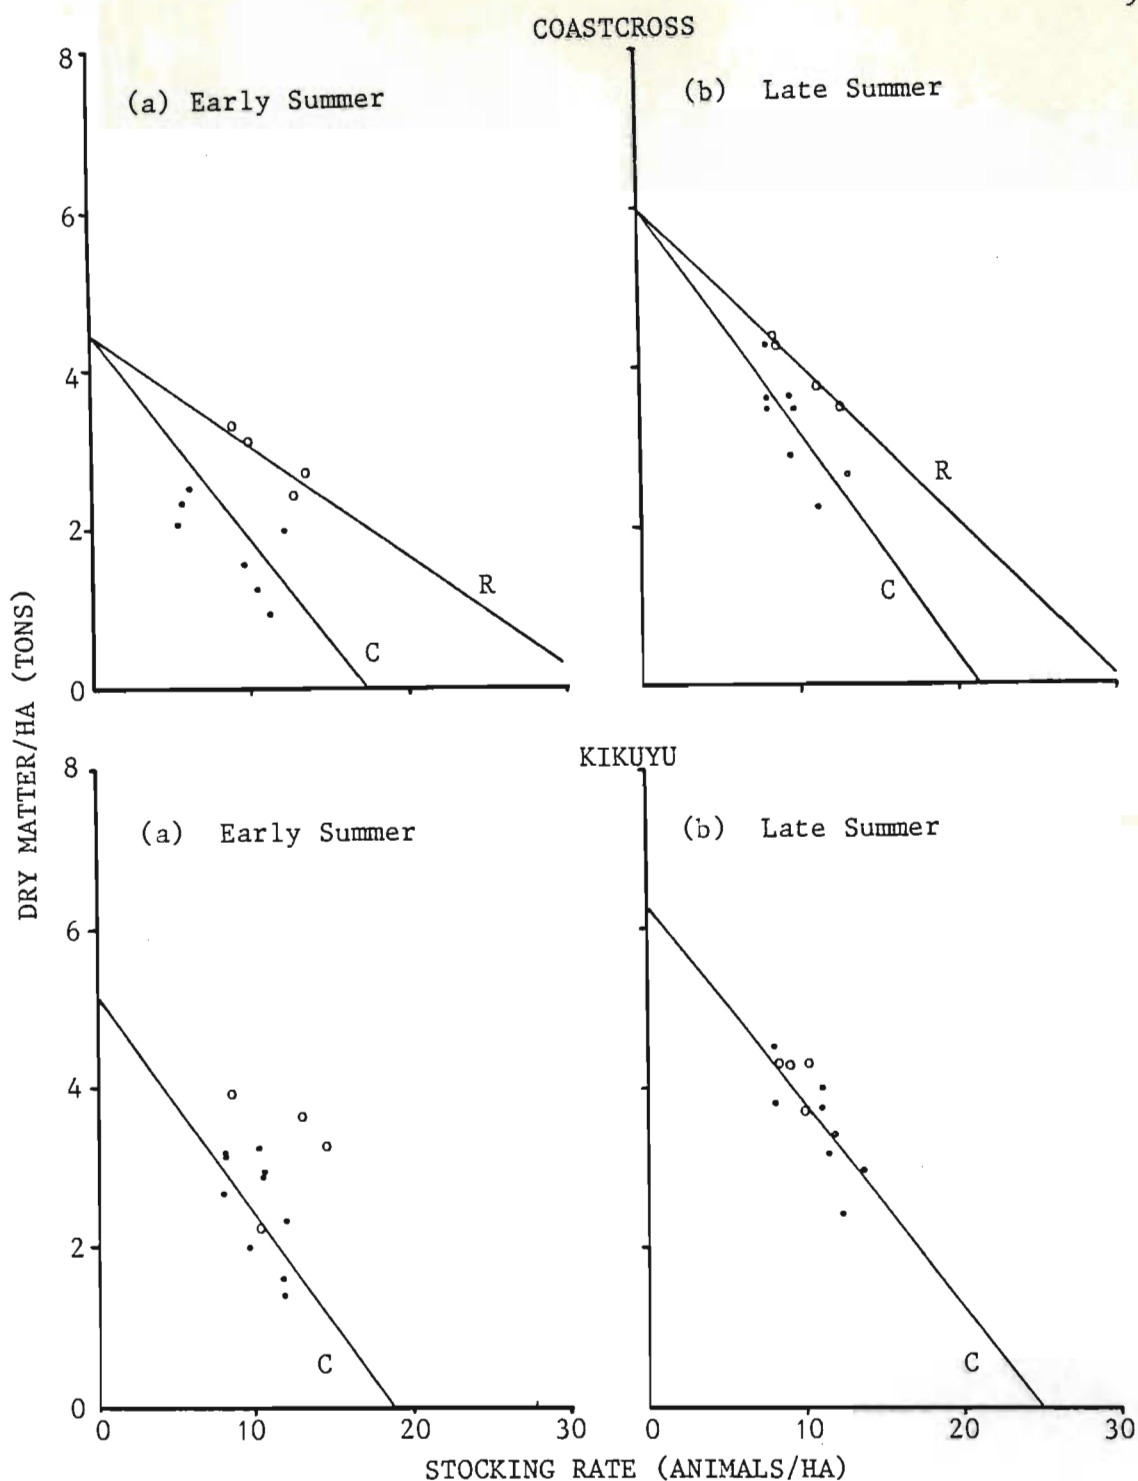 COASTCROSS
(a) Early Summer
(b) Late Summer
8
6
4
2
0
R
C
R
C
DRY MATTER/HA (TONS)
KIKUYU
(a) Early Summer
(b) Late Summer
8
6
4
2
0
C
C
0 10 20 30
0 10 20 30
STOCKING RATE (ANIMALS/HA)